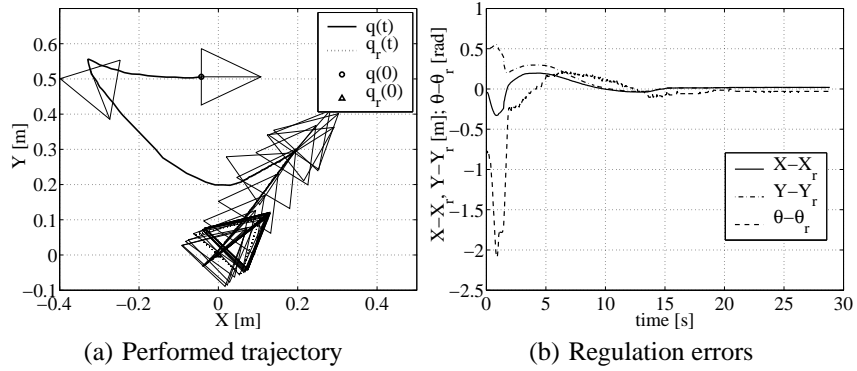 q(t)
q_r(t)
q(0)
q_r(0)
0.6
0.5
0.4
0.3
0.2
0.1
0
−0.1
Y [m]
−0.4
−0.2
0
0.2
0.4
X [m]
(a) Performed trajectory
1
0.5
0
−0.5
−1
−1.5
−2
−2.5
X−X_r, Y−Y_r [m]; θ−θ_r [rad]
X−X_r
Y−Y_r
θ−θ_r
0
5
10
15
20
25
30
time [s]
(b) Regulation errors